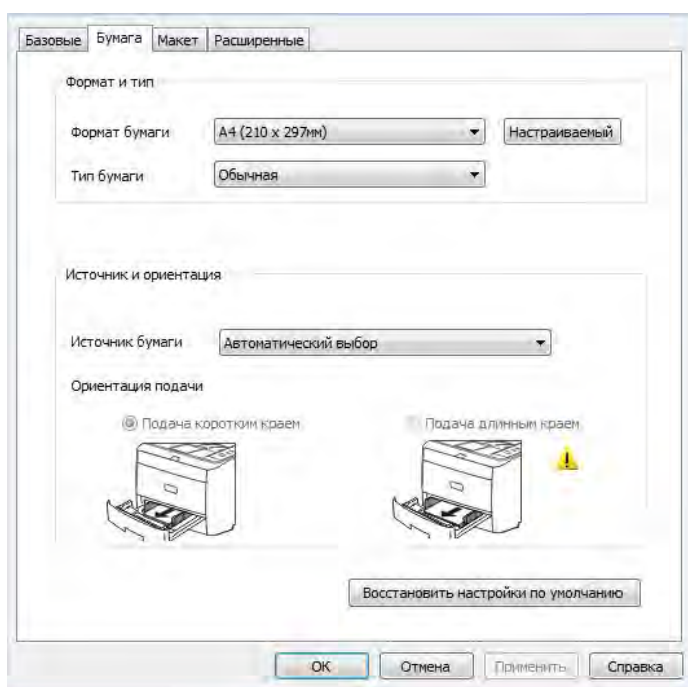 Базовые Бумага Макет Расширенные
Формат и тип
Формат бумаги A4 (210 x 297мм) Настраиваемый
Тип бумаги Обычная
Источник и ориентация
Источник бумаги Автоматический выбор
Ориентация подачи
Подача коротким краем Подача длинным краем
Восстановить настройки по умолчанию
OK Отмена Применить Справка